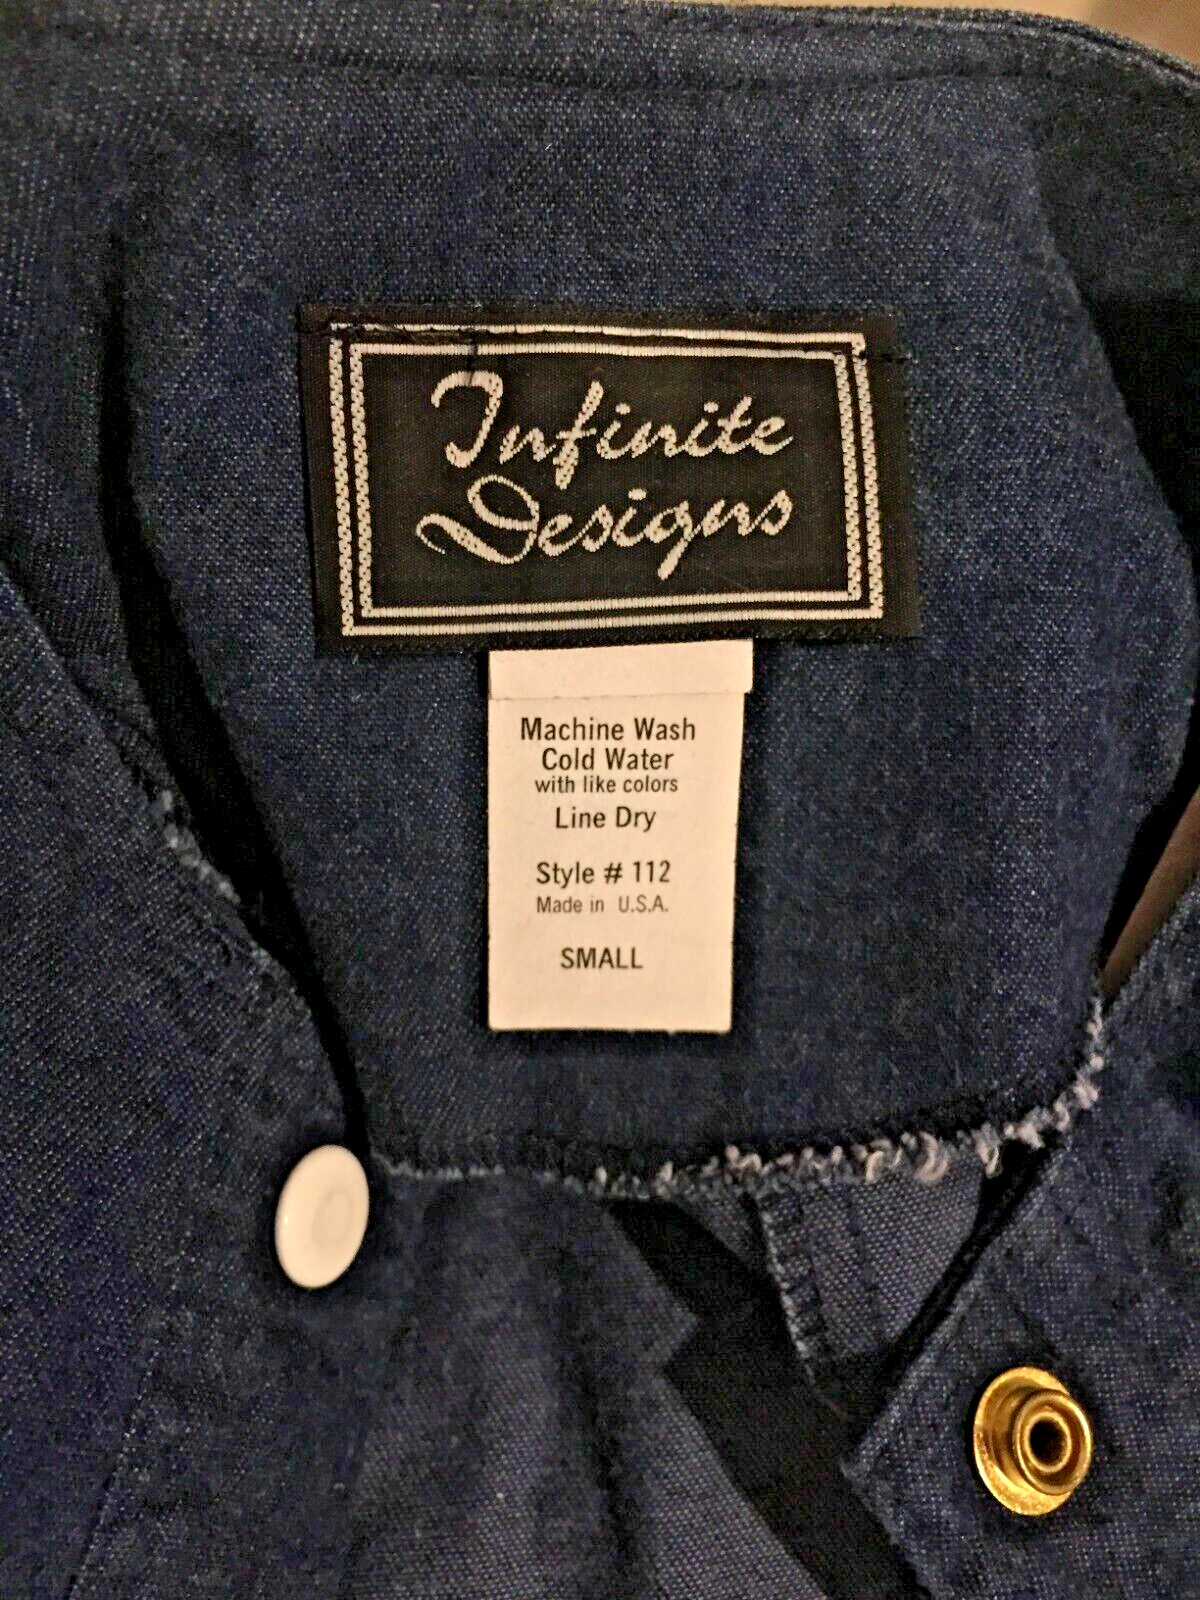 Infinite
Designs
Machine Wash
Cold Water
with like colors
Line Dry
Style # 112
Made in U.S.A.
SMALL